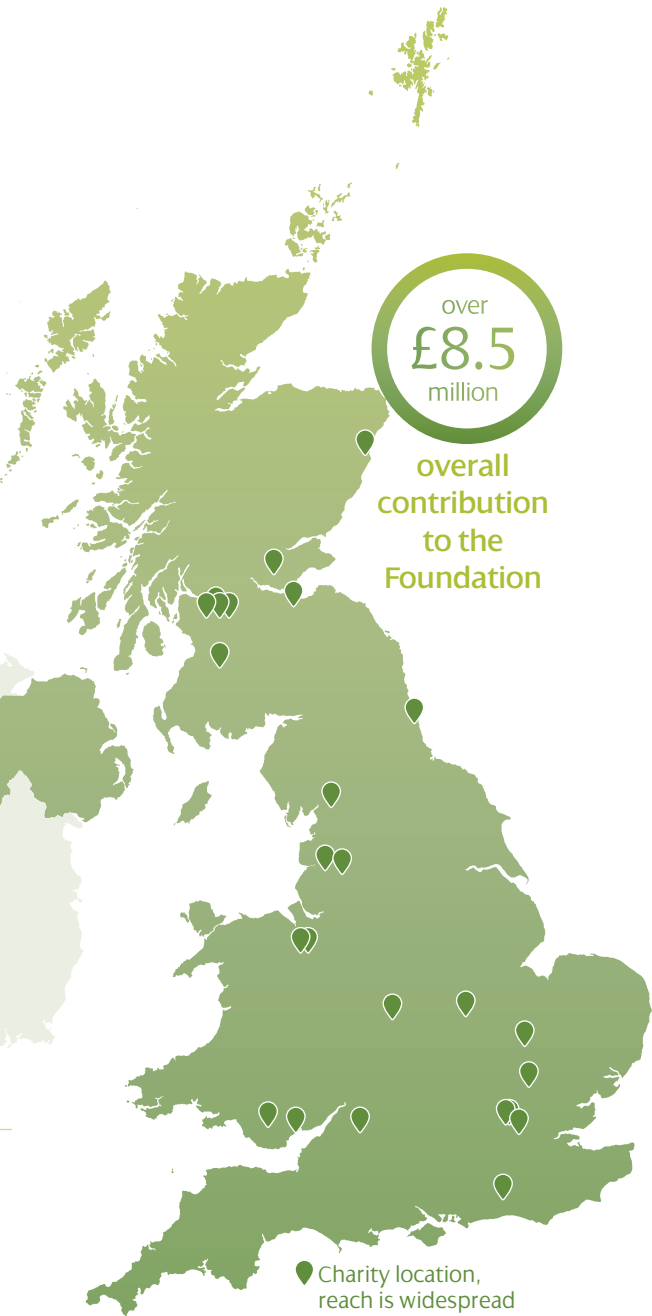 over
£8.5
million
overall
contribution
to the
Foundation
Charity location,
reach is widespread